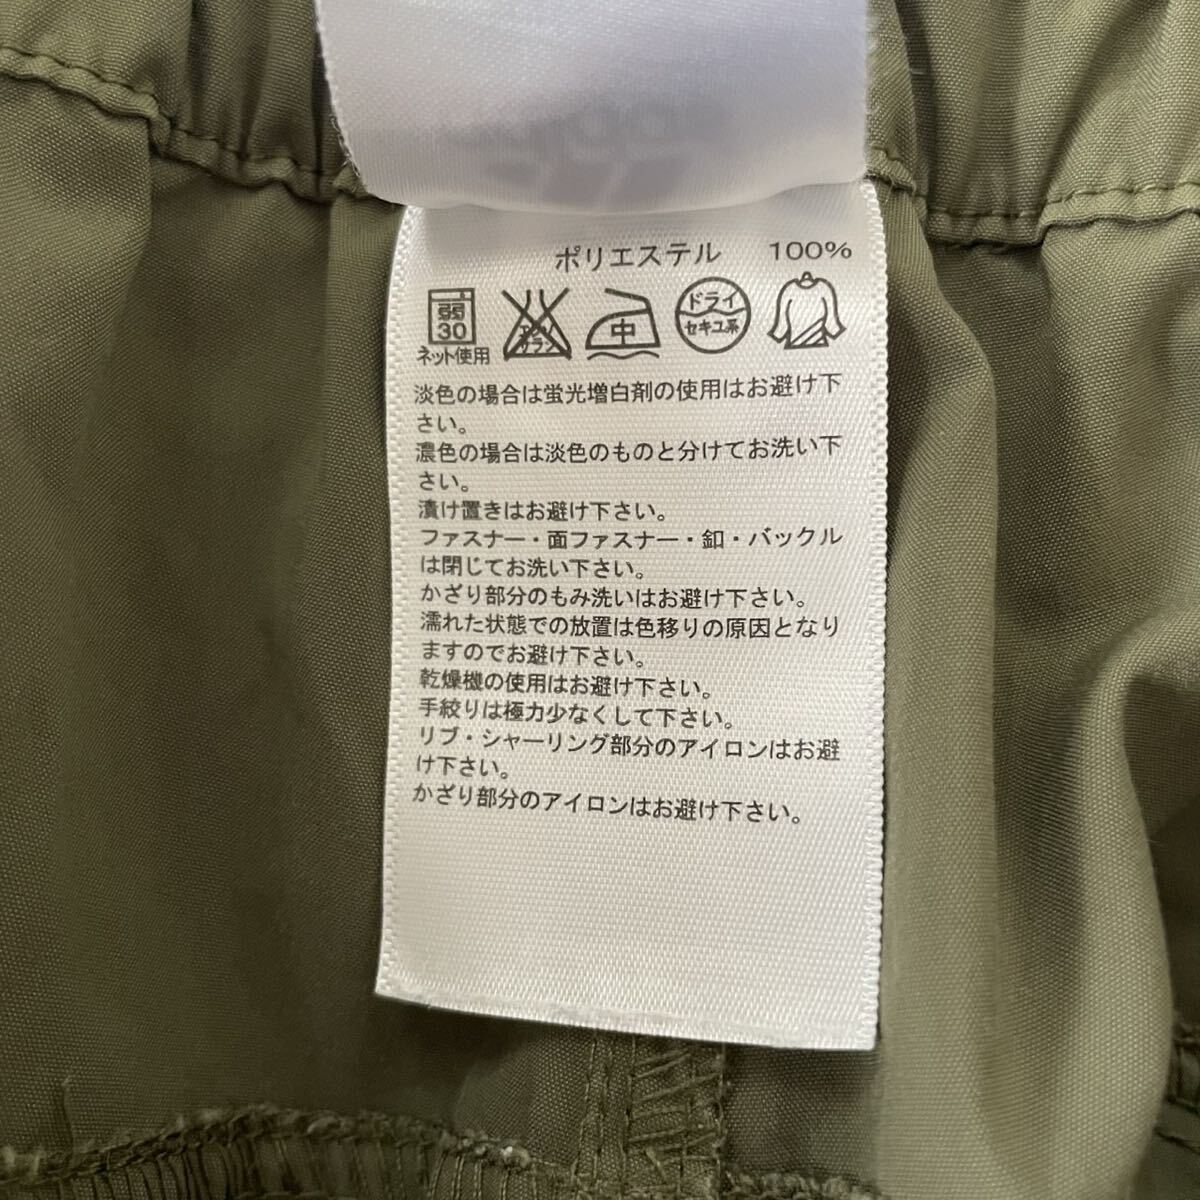 ポリエステル 100%
弱
30
ネット使用
エンソ
サラシ
中
ドライ
セキユ系
淡色の場合は蛍光増白剤の使用はお避け下
さい。
濃色の場合は淡色のものと分けてお洗い下
さい。
漬け置きはお避け下さい。
ファスナー・面ファスナー・釦・バックル
は閉じてお洗い下さい。
かざり部分のもみ洗いはお避け下さい。
濡れた状態での放置は色移りの原因となり
ますのでお避け下さい。
乾燥機の使用はお避け下さい。
手絞りは極力少なくして下さい。
リブ・シャーリング部分のアイロンはお避
け下さい。
かざり部分のアイロンはお避け下さい。